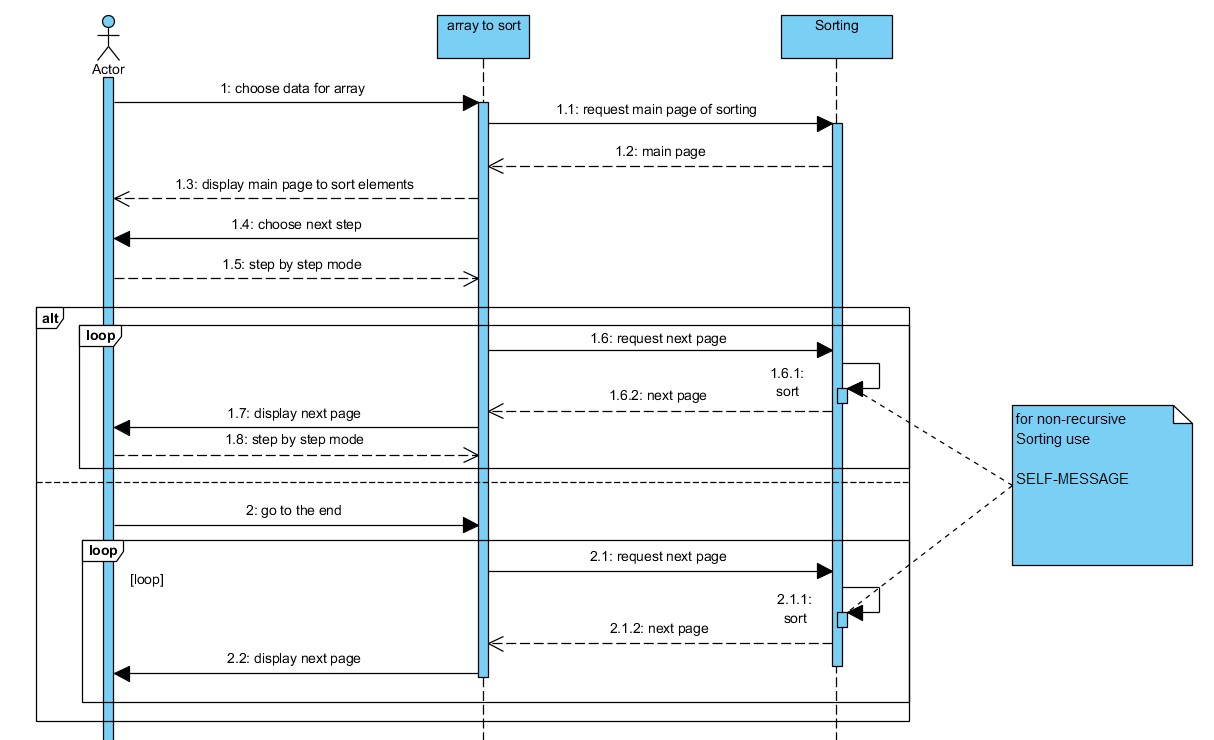 array to sort
Sorting
Actor
1: choose data for array
1.1: request main page of sorting
1.2: main page
1.3: display main page to sort elements
1.4: choose next step
1.5: step by step mode
alt
loop
1.6: request next page
1.6.1:
sort
1.6.2: next page
1.7: display next page
1.8: step by step mode
for non-recursive
Sorting use
SELF-MESSAGE
2: go to the end
loop
2.1: request next page
[loop]
2.1.1:
sort
2.1.2: next page
2.2: display next page